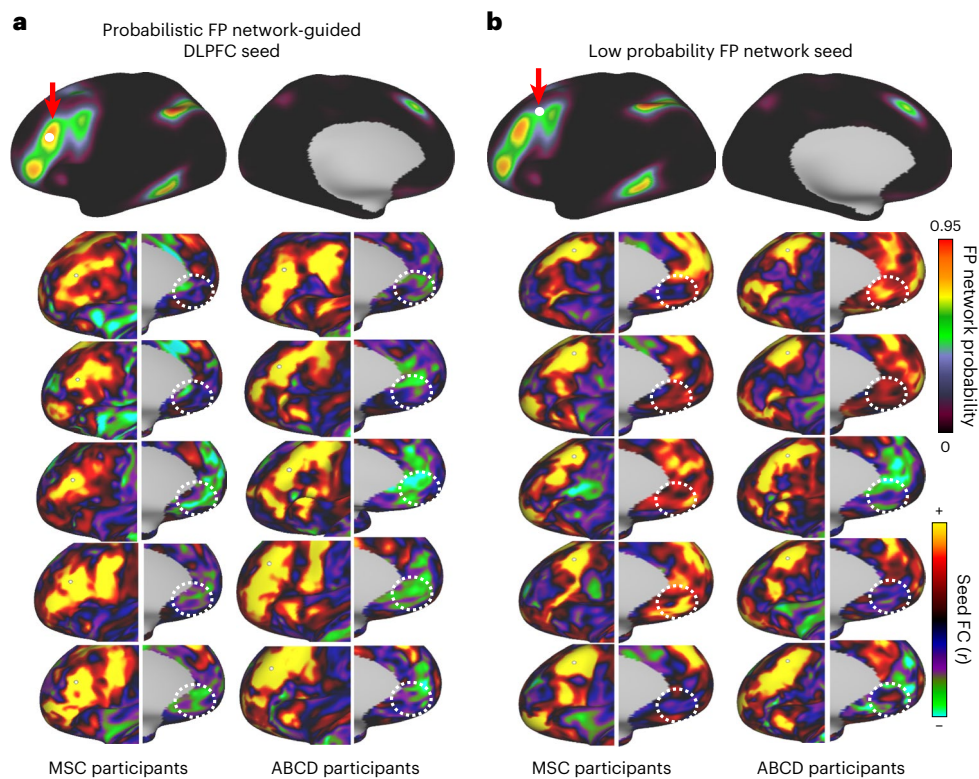 a
Probabilistic FP network-guided
DLPFC seed
b
Low probability FP network seed
0.95
FP network probability
0
+
Seed FC (r)
−
MSC participants
ABCD participants
MSC participants
ABCD participants